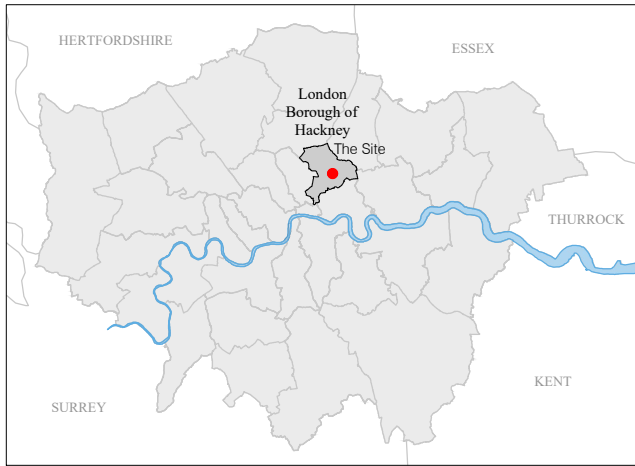 HERTFORDSHIRE
ESSEX
London
Borough of
Hackney
The Site
THURROCK
KENT
SURREY